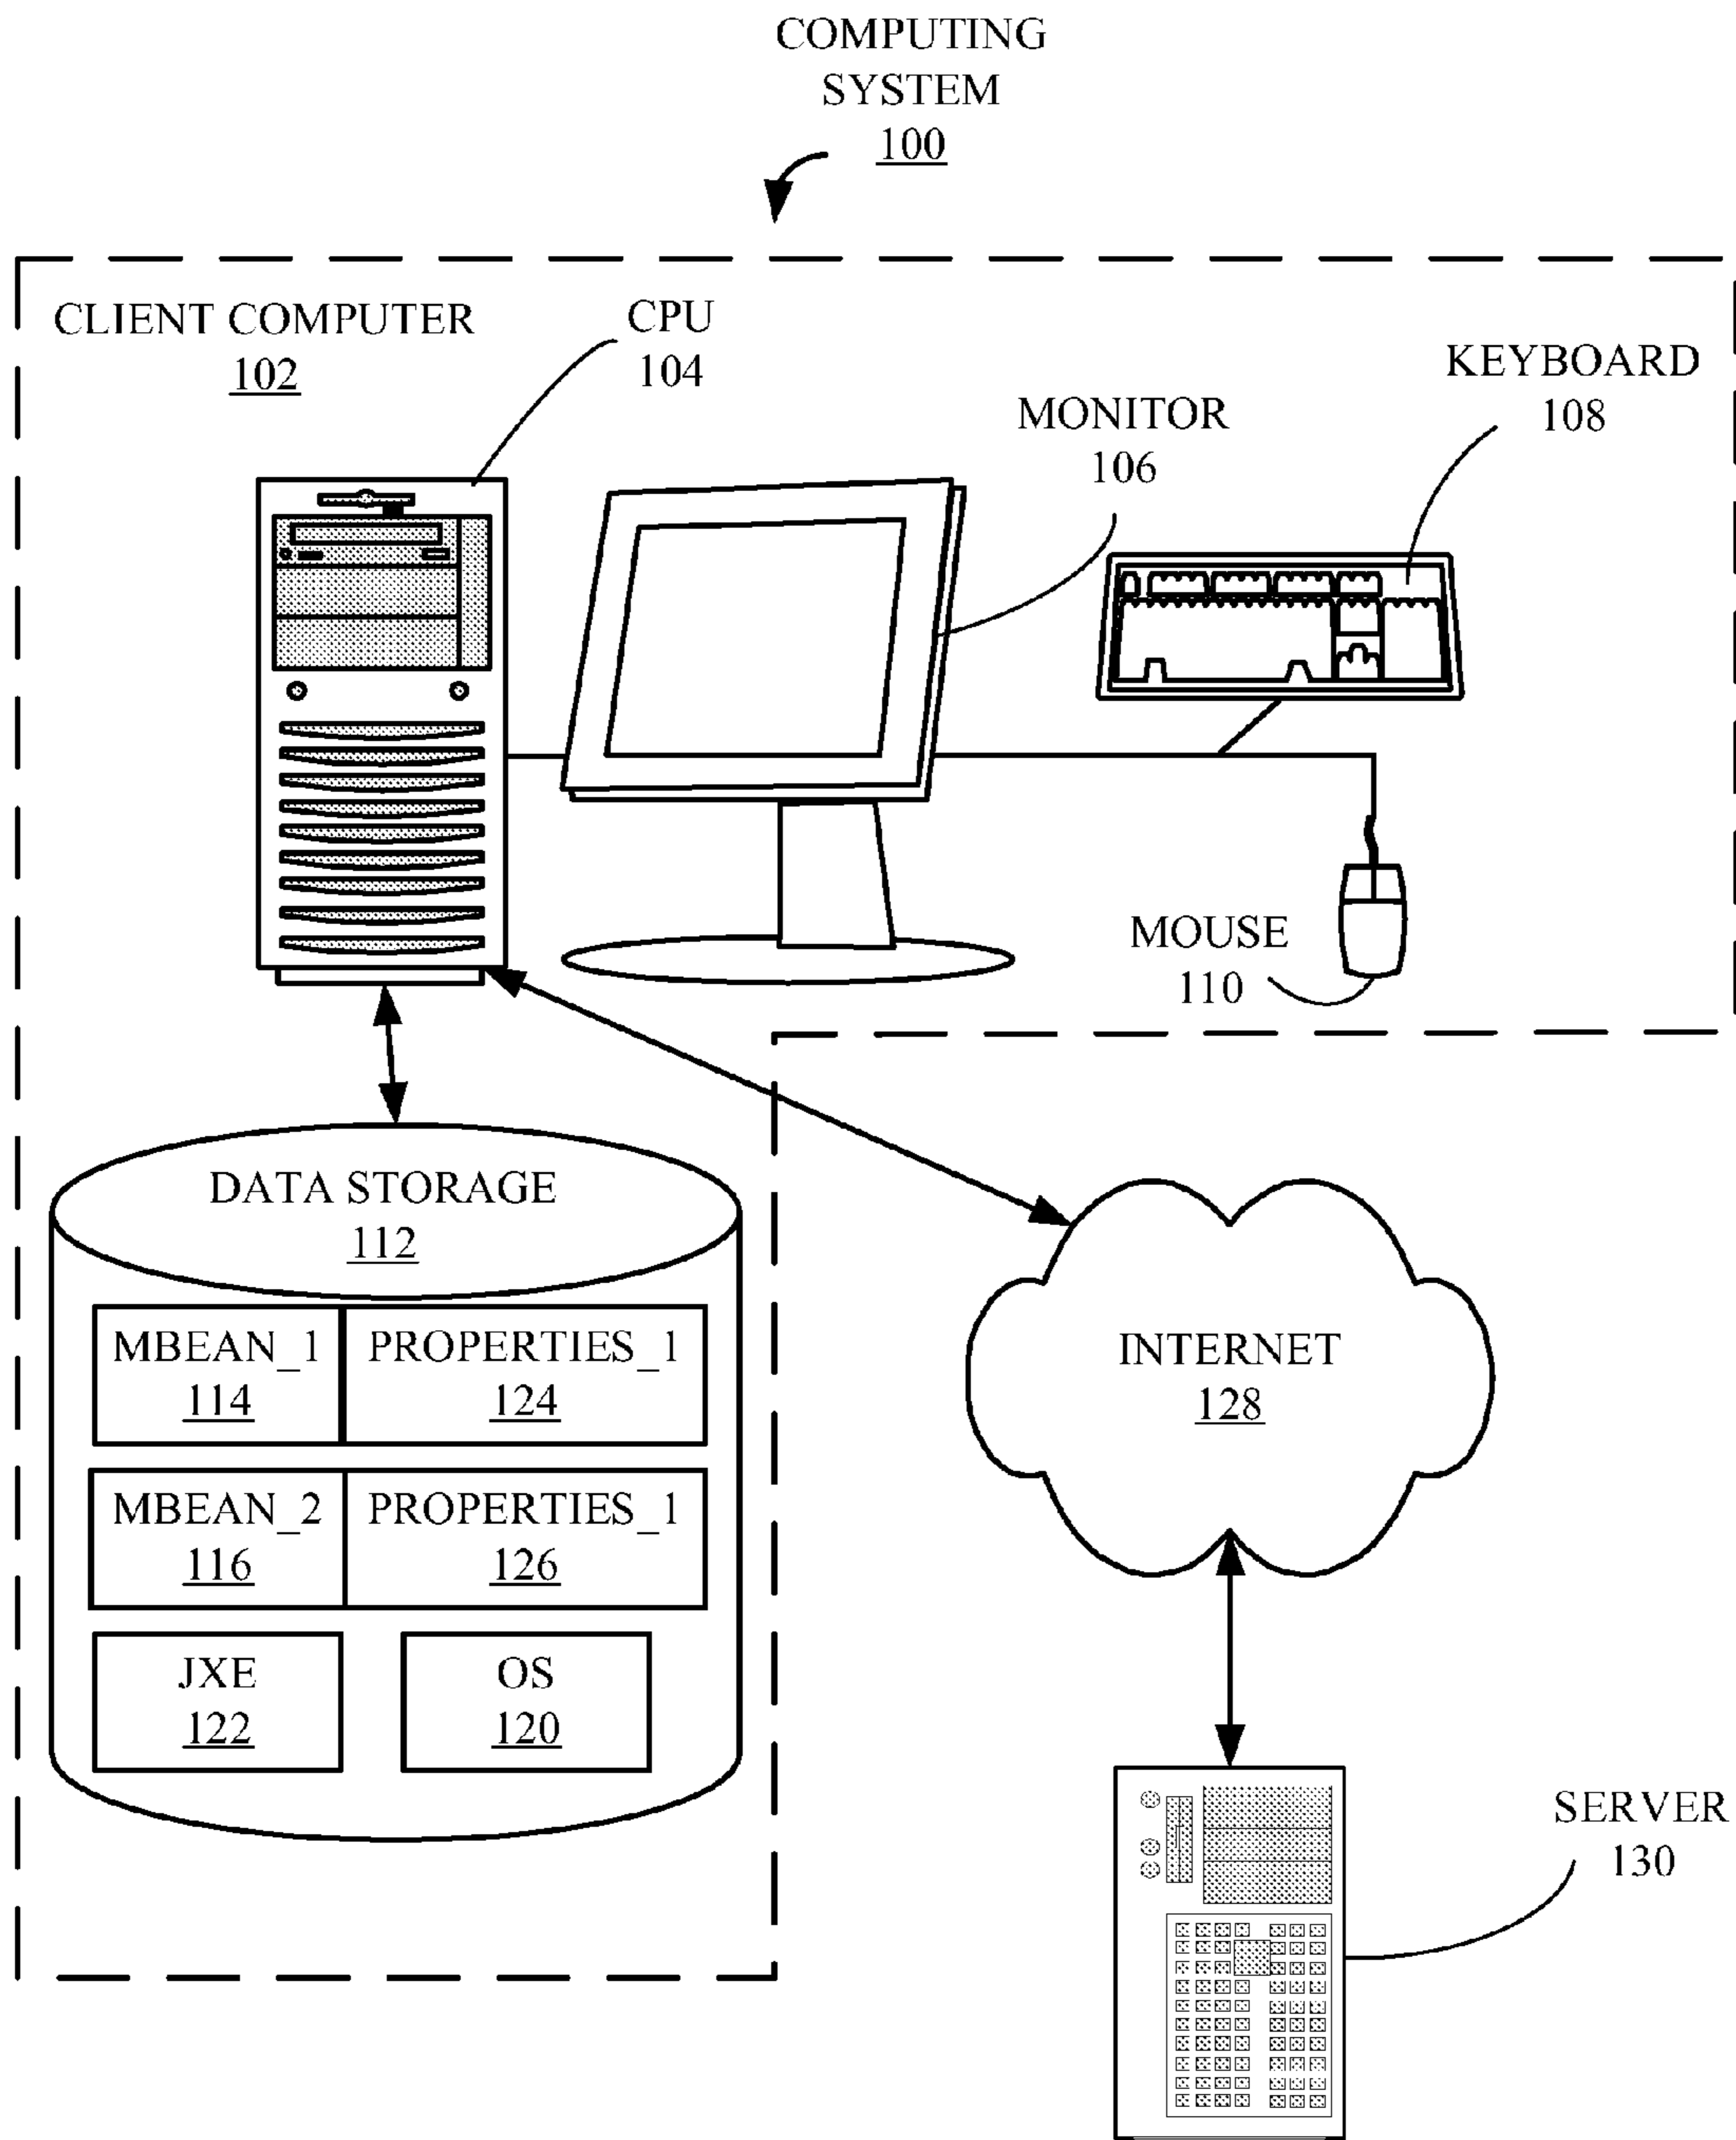 COMPUTING
SYSTEM
100
CLIENT COMPUTER
102
CPU
104
MONITOR
106
KEYBOARD
108
MOUSE
110
DATA STORAGE
112
MBEAN_1
114
PROPERTIES_1
124
MBEAN_2
116
PROPERTIES_1
126
JXE
122
OS
120
INTERNET
128
SERVER
130